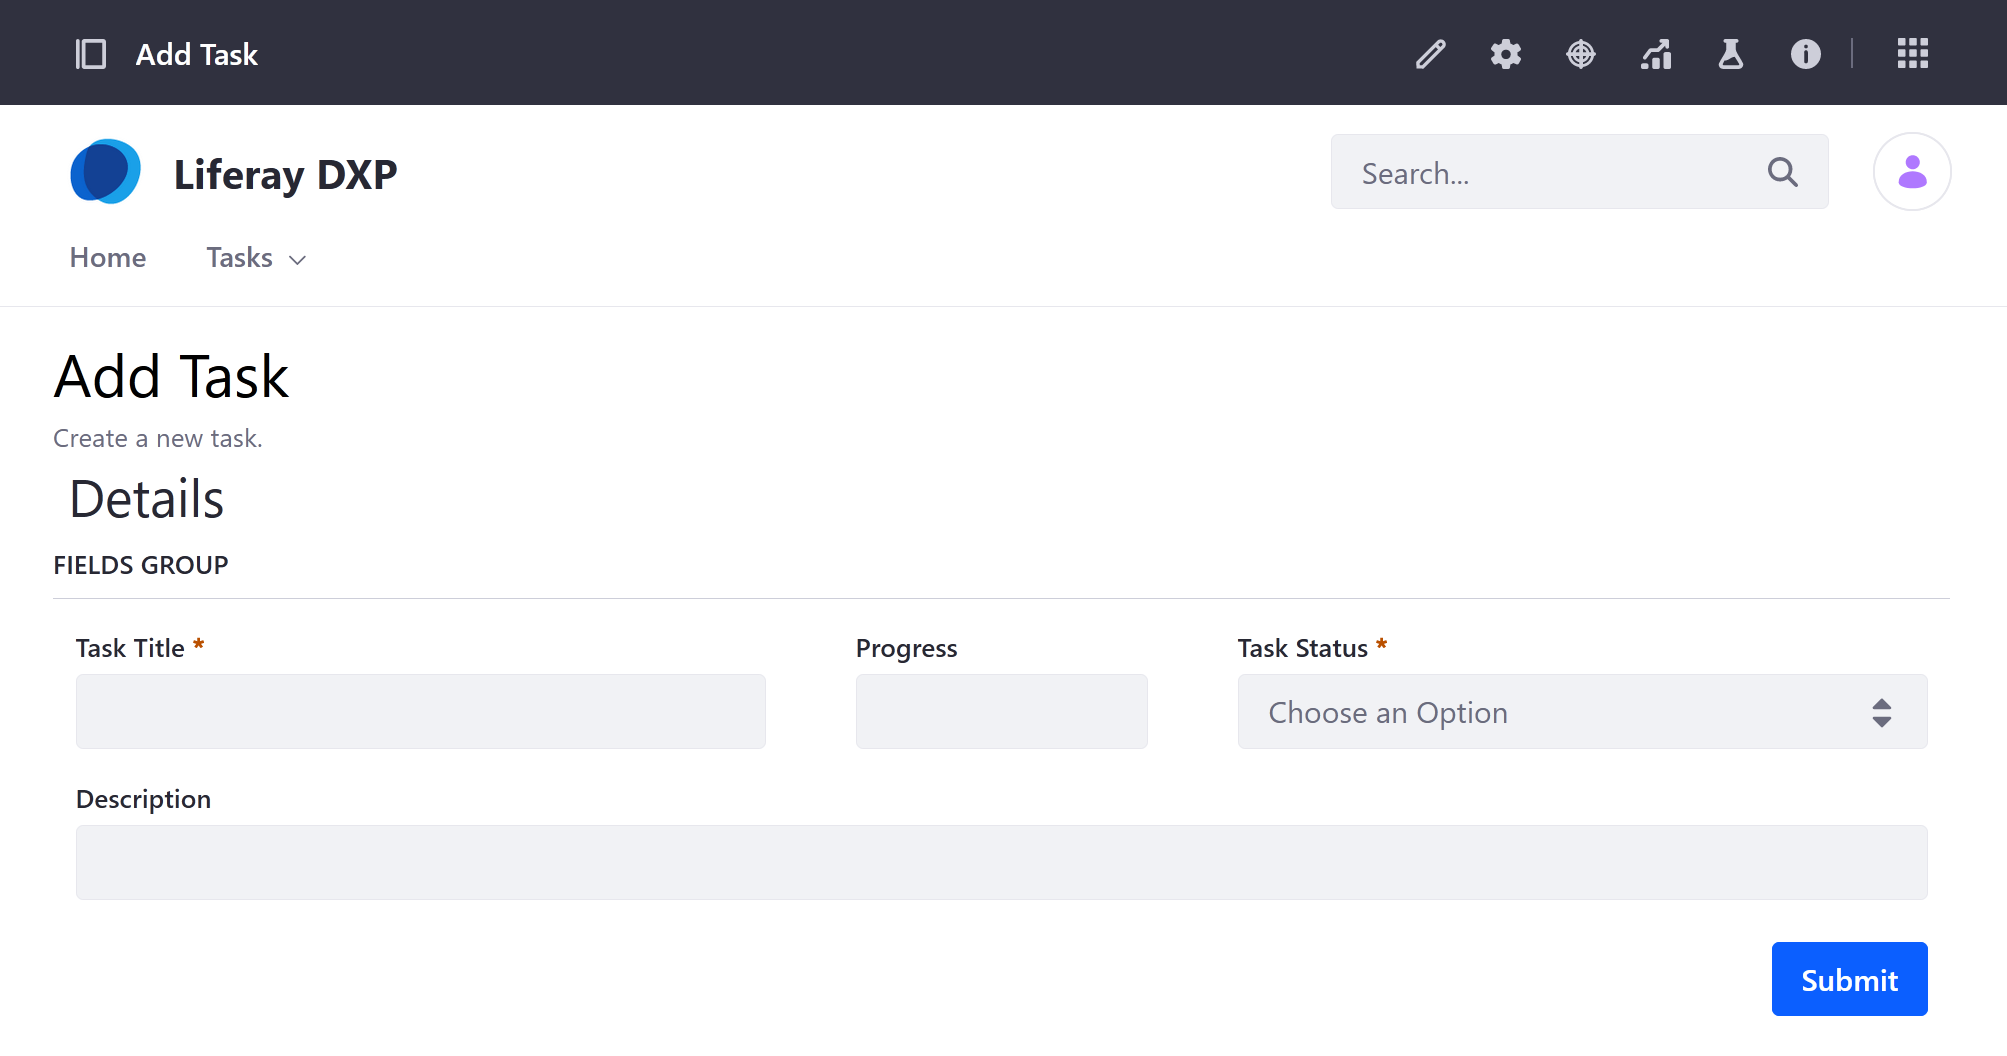 Add Task
Liferay DXP
Search...
Home Tasks
Add Task
Create a new task.
Details
FIELDS GROUP
Task Title * Progress Task Status *
Choose an Option
Description
Submit